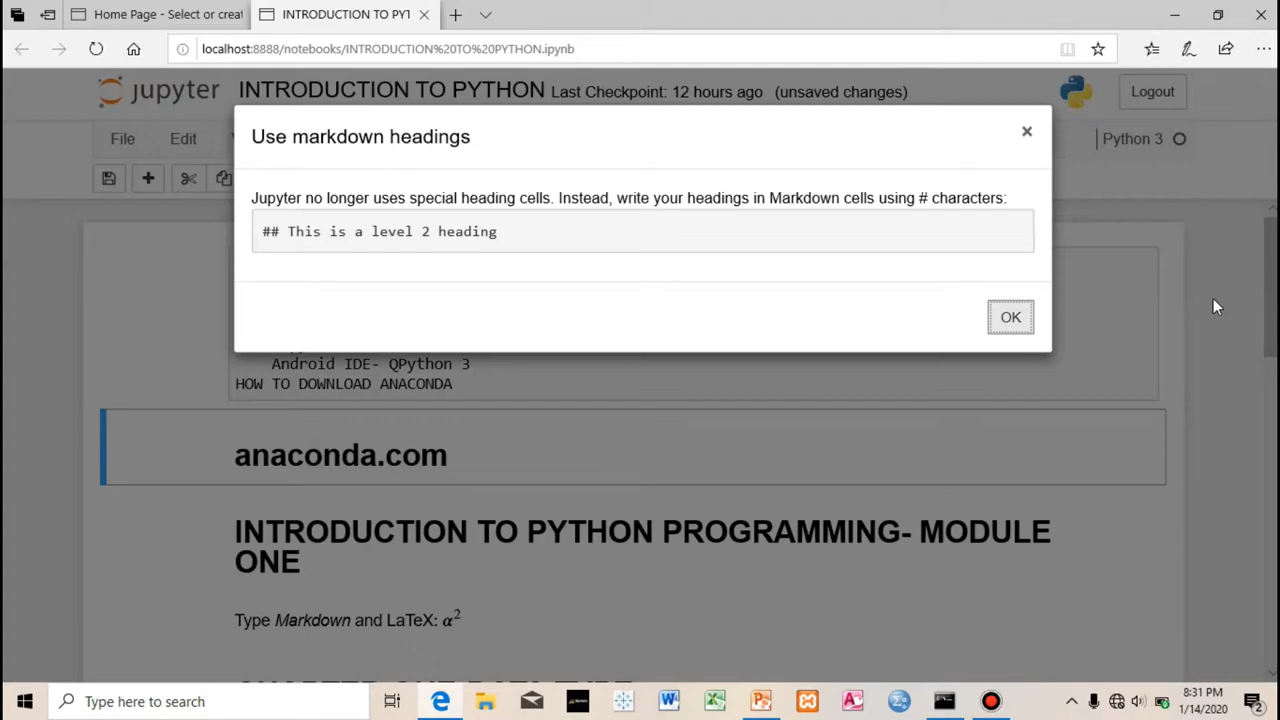 Home Page - Select or creat
INTRODUCTION TO PYT
localhost:8888/notebooks/INTRODUCTION%20TO%20PYTHON.ipynb
jupyter INTRODUCTION TO PYTHON Last Checkpoint: 12 hours ago (unsaved changes)
Logout
File Edit
Python 3
Use markdown headings
×
Jupyter no longer uses special heading cells. Instead, write your headings in Markdown cells using # characters:
## This is a level 2 heading
OK
Android IDE- QPython 3
HOW TO DOWNLOAD ANACONDA
anaconda.com
INTRODUCTION TO PYTHON PROGRAMMING- MODULE
ONE
Type Markdown and LaTeX: α²
Type here to search
8:31 PM
1/14/2020
2